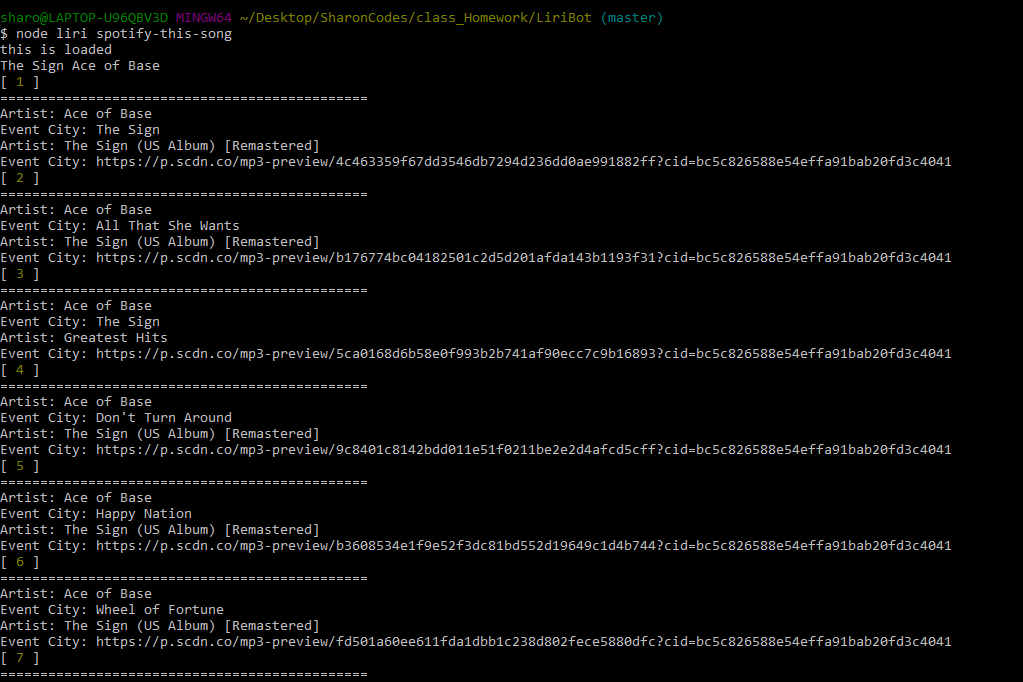 sharo@LAPTOP-U96QBV3D MINGW64 ~/Desktop/SharonCodes/class_Homework/LiriBot (master)
$ node liri spotify-this-song
this is loaded
The Sign Ace of Base
[ 1 ]
==============================================
Artist: Ace of Base
Event City: The Sign
Artist: The Sign (US Album) [Remastered]
Event City: https://p.scdn.co/mp3-preview/4c463359f67dd3546db7294d236dd0ae991882ff?cid=bc5c826588e54effa91bab20fd3c4041
[ 2 ]
==============================================
Artist: Ace of Base
Event City: All That She Wants
Artist: The Sign (US Album) [Remastered]
Event City: https://p.scdn.co/mp3-preview/b176774bc04182501c2d5d201afda143b1193f31?cid=bc5c826588e54effa91bab20fd3c4041
[ 3 ]
==============================================
Artist: Ace of Base
Event City: The Sign
Artist: Greatest Hits
Event City: https://p.scdn.co/mp3-preview/5ca0168d6b58e0f993b2b741af90ecc7c9b16893?cid=bc5c826588e54effa91bab20fd3c4041
[ 4 ]
==============================================
Artist: Ace of Base
Event City: Don't Turn Around
Artist: The Sign (US Album) [Remastered]
Event City: https://p.scdn.co/mp3-preview/9c8401c8142bdd011e51f0211be2e2d4afcd5cff?cid=bc5c826588e54effa91bab20fd3c4041
[ 5 ]
==============================================
Artist: Ace of Base
Event City: Happy Nation
Artist: The Sign (US Album) [Remastered]
Event City: https://p.scdn.co/mp3-preview/b3608534e1f9e52f3dc81bd552d19649c1d4b744?cid=bc5c826588e54effa91bab20fd3c4041
[ 6 ]
==============================================
Artist: Ace of Base
Event City: Wheel of Fortune
Artist: The Sign (US Album) [Remastered]
Event City: https://p.scdn.co/mp3-preview/fd501a60ee611fda1dbb1c238d802fece5880dfc?cid=bc5c826588e54effa91bab20fd3c4041
[ 7 ]
==============================================